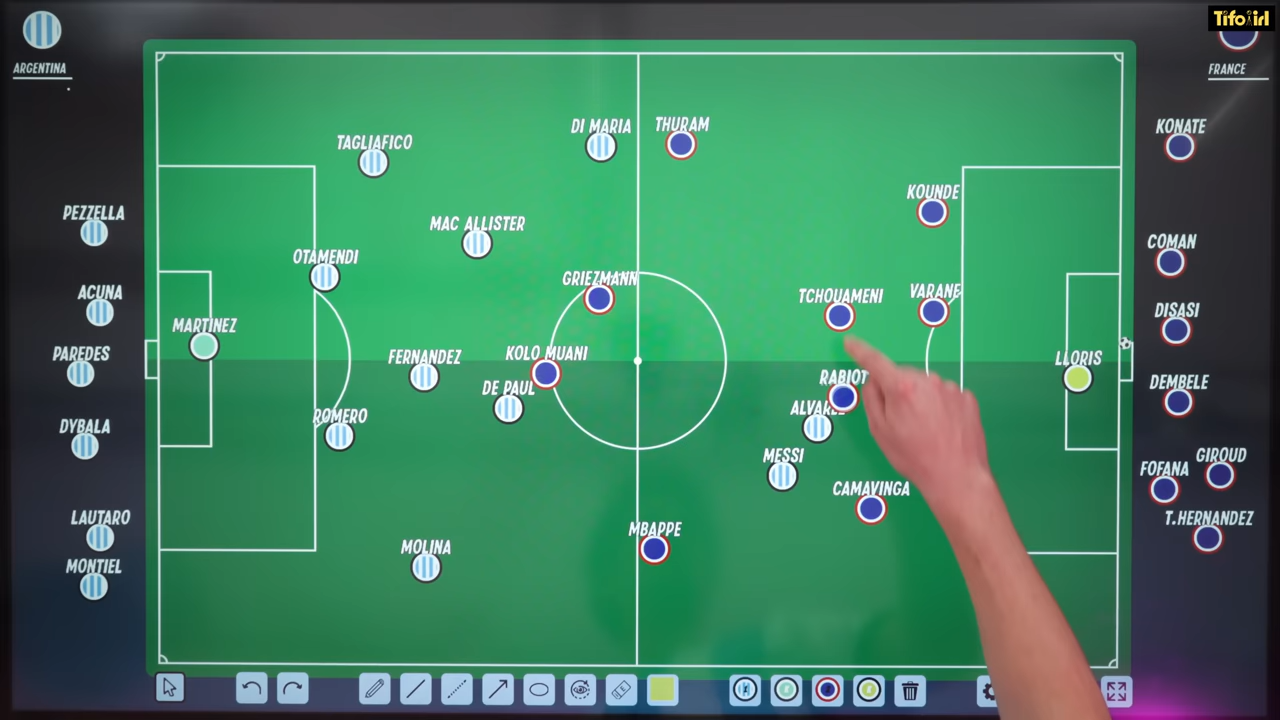 Tifo irl
ARGENTINA
FRANCE
DI MARIA
THURAM
KONATE
TAGLIAFICO
KOUNDE
PEZZELLA
MAC ALLISTER
COMAN
OTAMENDI
GRIEZMANN
ACUNA
TCHOUAMENI
VARANE
DISASI
MARTINEZ
PAREDES
FERNANDEZ
KOLO MUANI
LLORIS
DE PAUL
RABIOT
DEMBELE
ROMERO
ALVAREZ
DYBALA
MESSI
GIROUD
FOFANA
CAMAVINGA
LAUTARO
T.HERNANDEZ
MBAPPE
MOLINA
MONTIEL